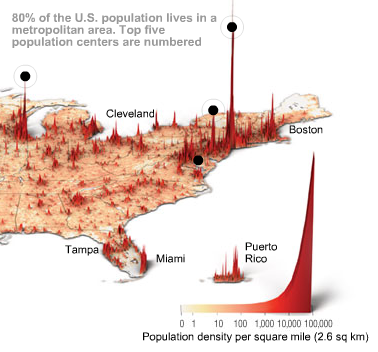 80% of the U.S. population lives in a
metropolitan area. Top five
population centers are numbered
Cleveland
Boston
Tampa
Miami
Puerto
Rico
0 1 100 1,000 10,000 100,000
Population density per square mile (2.6 sq km)